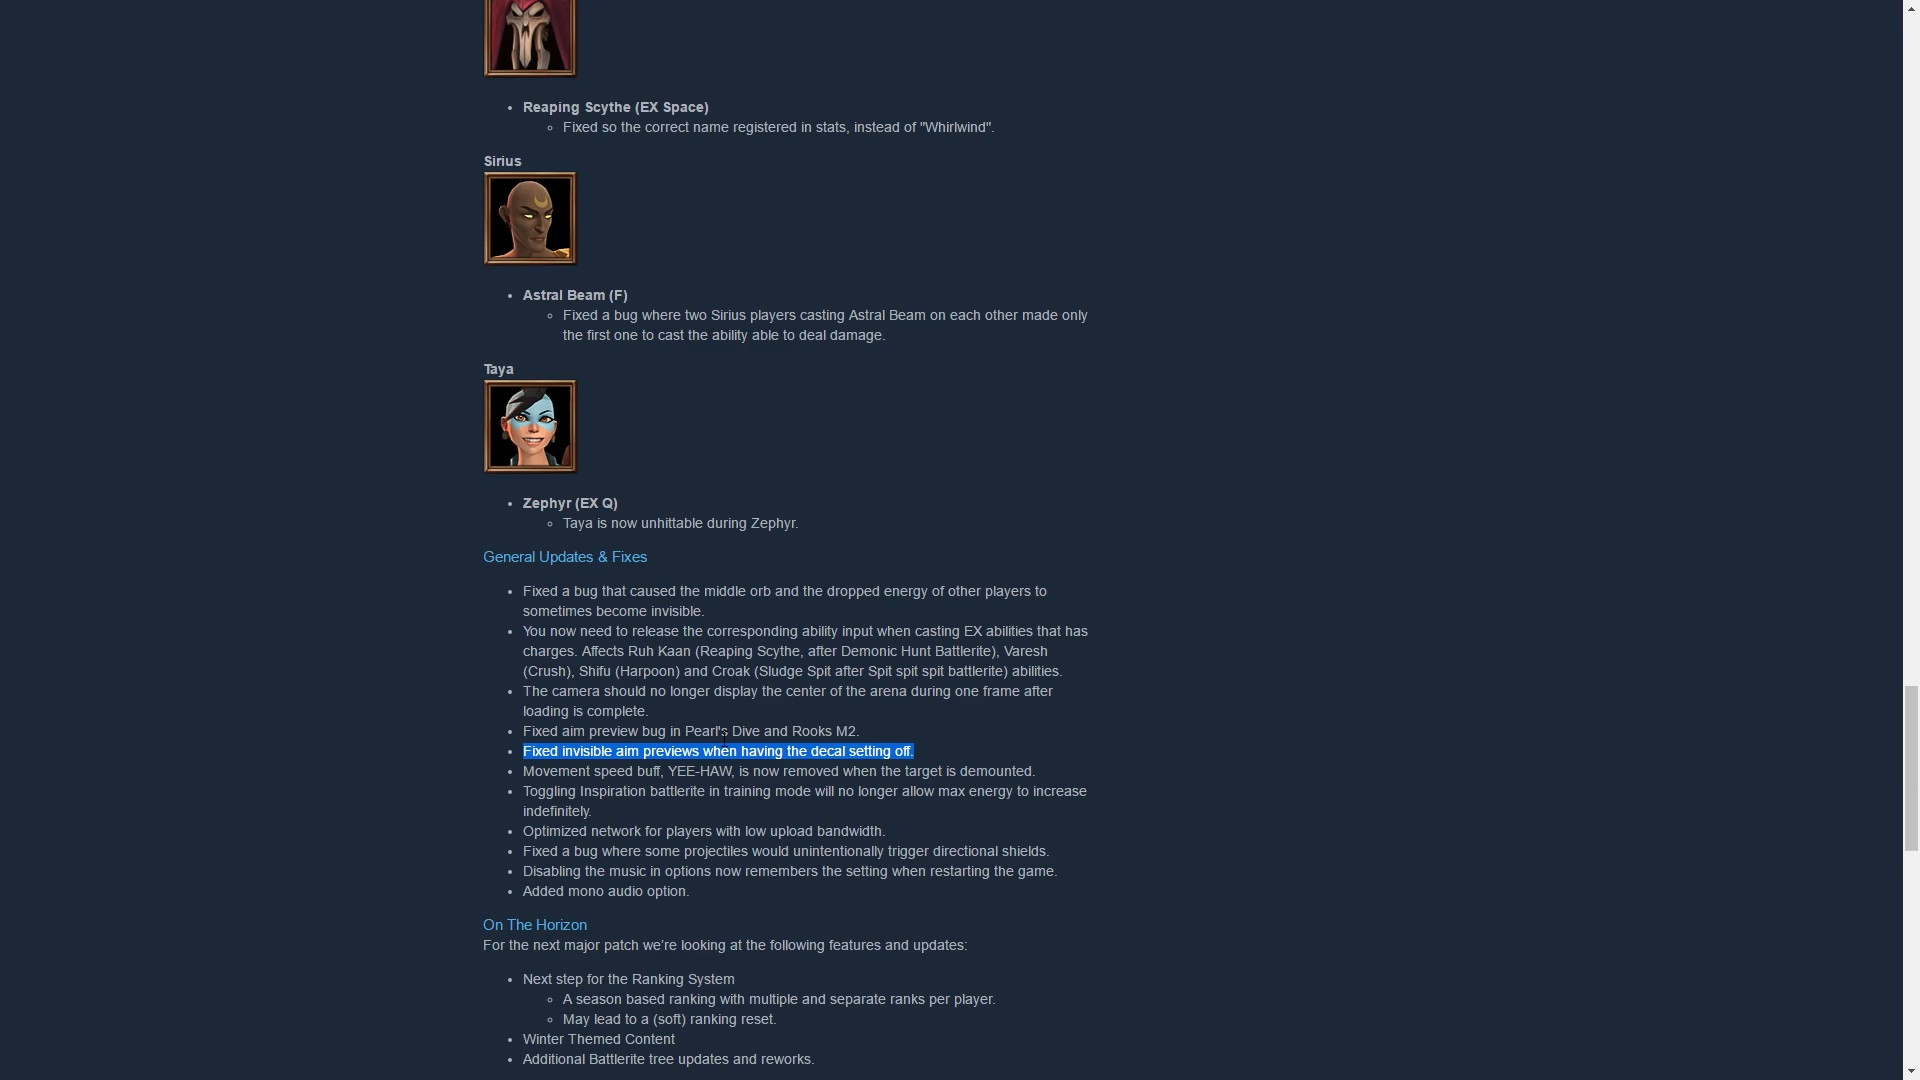 Reaping Scythe (EX Space)
Fixed so the correct name registered in stats, instead of "Whirlwind".
Sirius
Astral Beam (F)
Fixed a bug where two Sirius players casting Astral Beam on each other made only
the first one to cast the ability able to deal damage.
Taya
Zephyr (EX Q)
Taya is now unhittable during Zephyr.
General Updates & Fixes
Fixed a bug that caused the middle orb and the dropped energy of other players to
sometimes become invisible.
You now need to release the corresponding ability input when casting EX abilities that has
charges. Affects Ruh Kaan (Reaping Scythe, after Demonic Hunt Battlerite), Varesh
(Crush), Shifu (Harpoon) and Croak (Sludge Spit after Spit spit spit battlerite) abilities.
The camera should no longer display the center of the arena during one frame after
loading is complete.
Fixed aim preview bug in Pearl's Dive and Rooks M2.
Fixed invisible aim previews when having the decal setting off.
Movement speed buff, YEE-HAW, is now removed when the target is demounted.
Toggling Inspiration battlerite in training mode will no longer allow max energy to increase
indefinitely.
Optimized network for players with low upload bandwidth.
Fixed a bug where some projectiles would unintentionally trigger directional shields.
Disabling the music in options now remembers the setting when restarting the game.
Added mono audio option.
On The Horizon
For the next major patch we’re looking at the following features and updates:
Next step for the Ranking System
A season based ranking with multiple and separate ranks per player.
May lead to a (soft) ranking reset.
Winter Themed Content
Additional Battlerite tree updates and reworks.